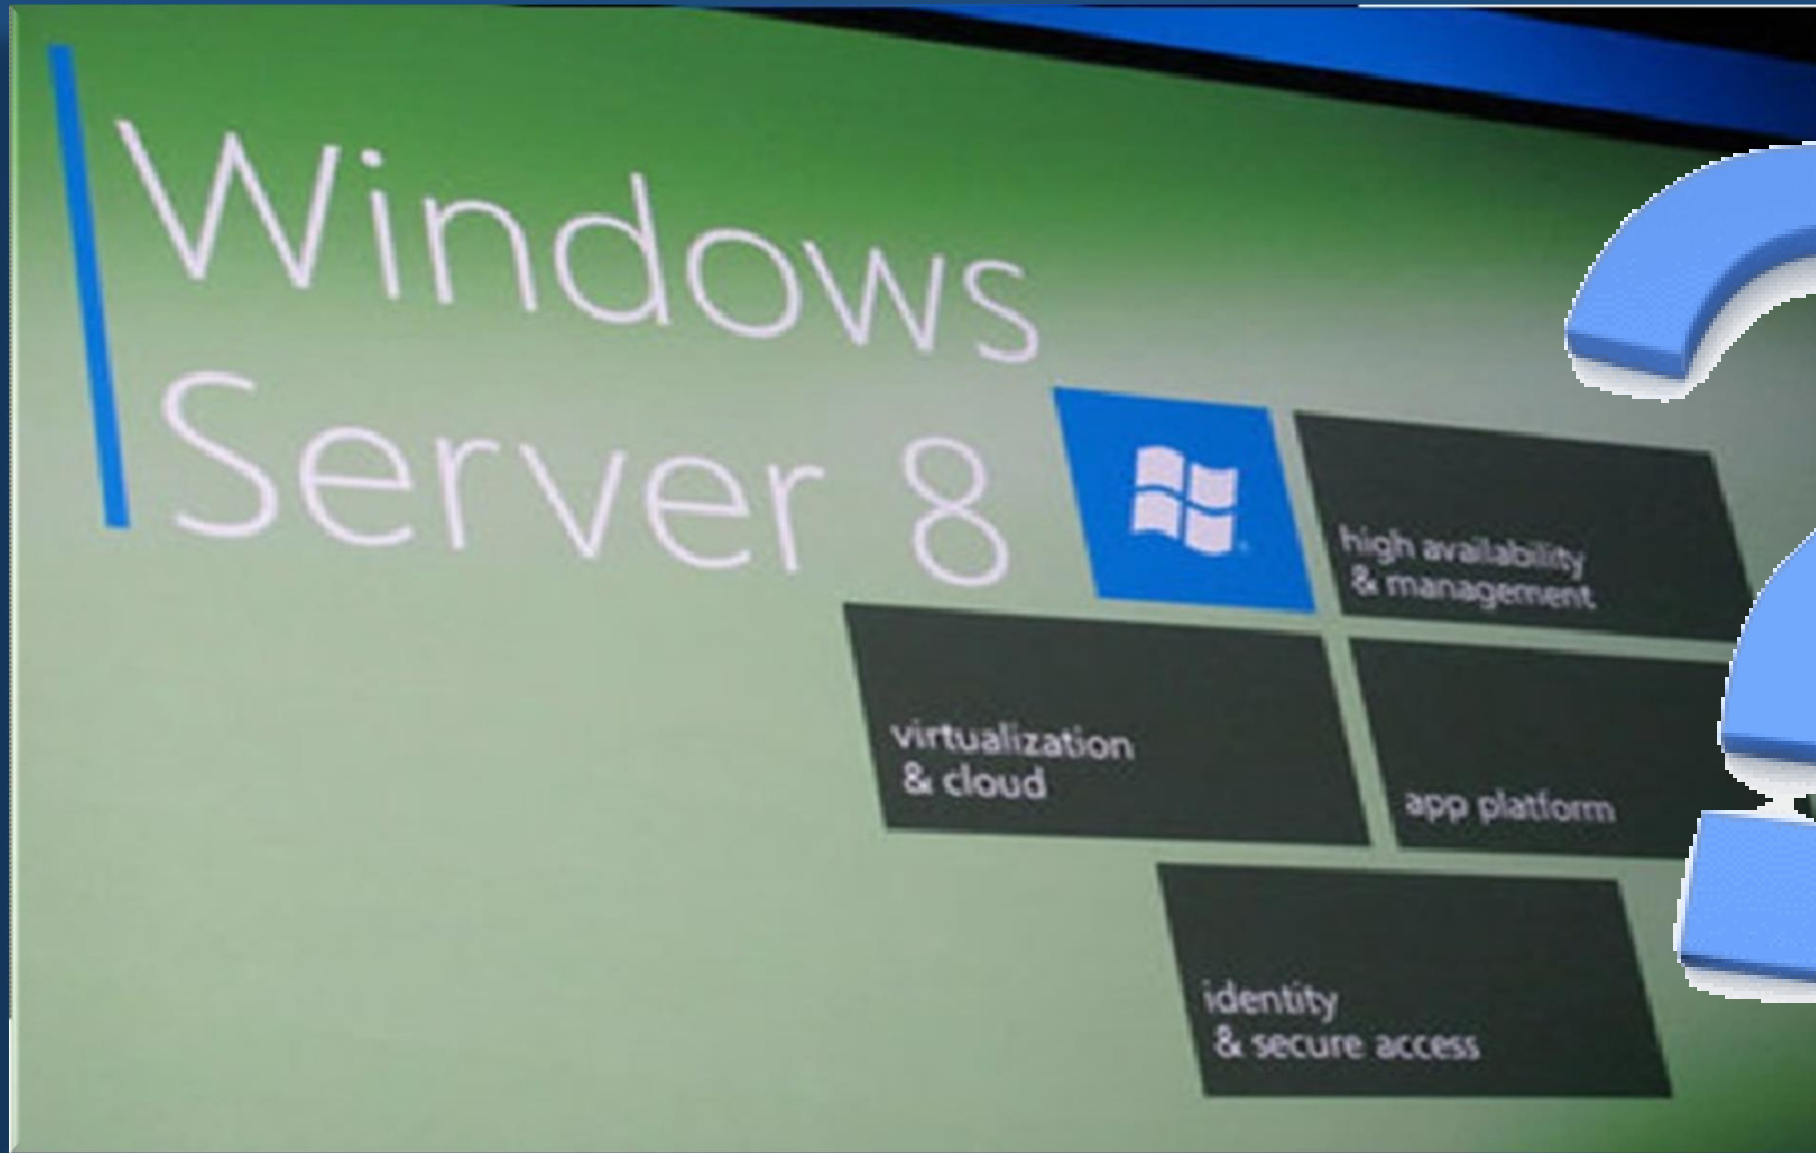 Windows
Server 8
high availability
& management
virtualization
& cloud
app platform
identity
& secure access
?